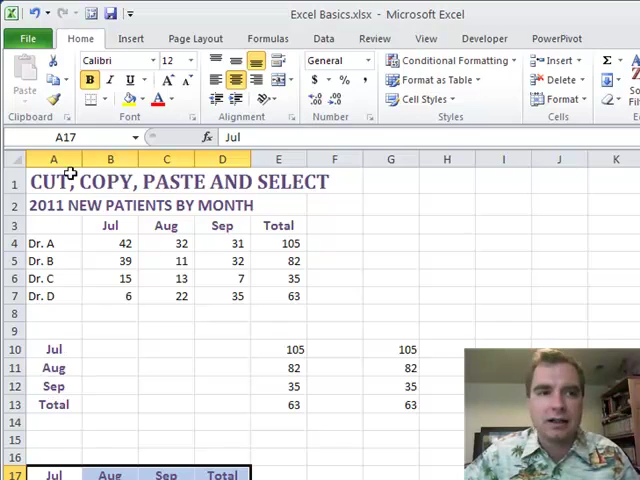 Excel Basics.xlsx - Microsoft Excel
File Home Insert Page Layout Formulas Data Review View Developer PowerPivot
Paste
Calibri 12 General
B I U A A
$ % ,
Conditional Formatting
Format as Table
Cell Styles
Insert
Delete
Format
Clipboard Font Alignment Number Styles Cells
A17 fx Jul
A B C D E F G H I J K
1 CUT, COPY, PASTE AND SELECT
2 2011 NEW PATIENTS BY MONTH
3 Jul Aug Sep Total
4 Dr. A 42 32 31 105
5 Dr. B 39 11 32 82
6 Dr. C 15 13 7 35
7 Dr. D 6 22 35 63
8
9
10 Jul 105 105
11 Aug 82 82
12 Sep 35 35
13 Total 63 63
14
15
16
17 Jul Aug Sep Total